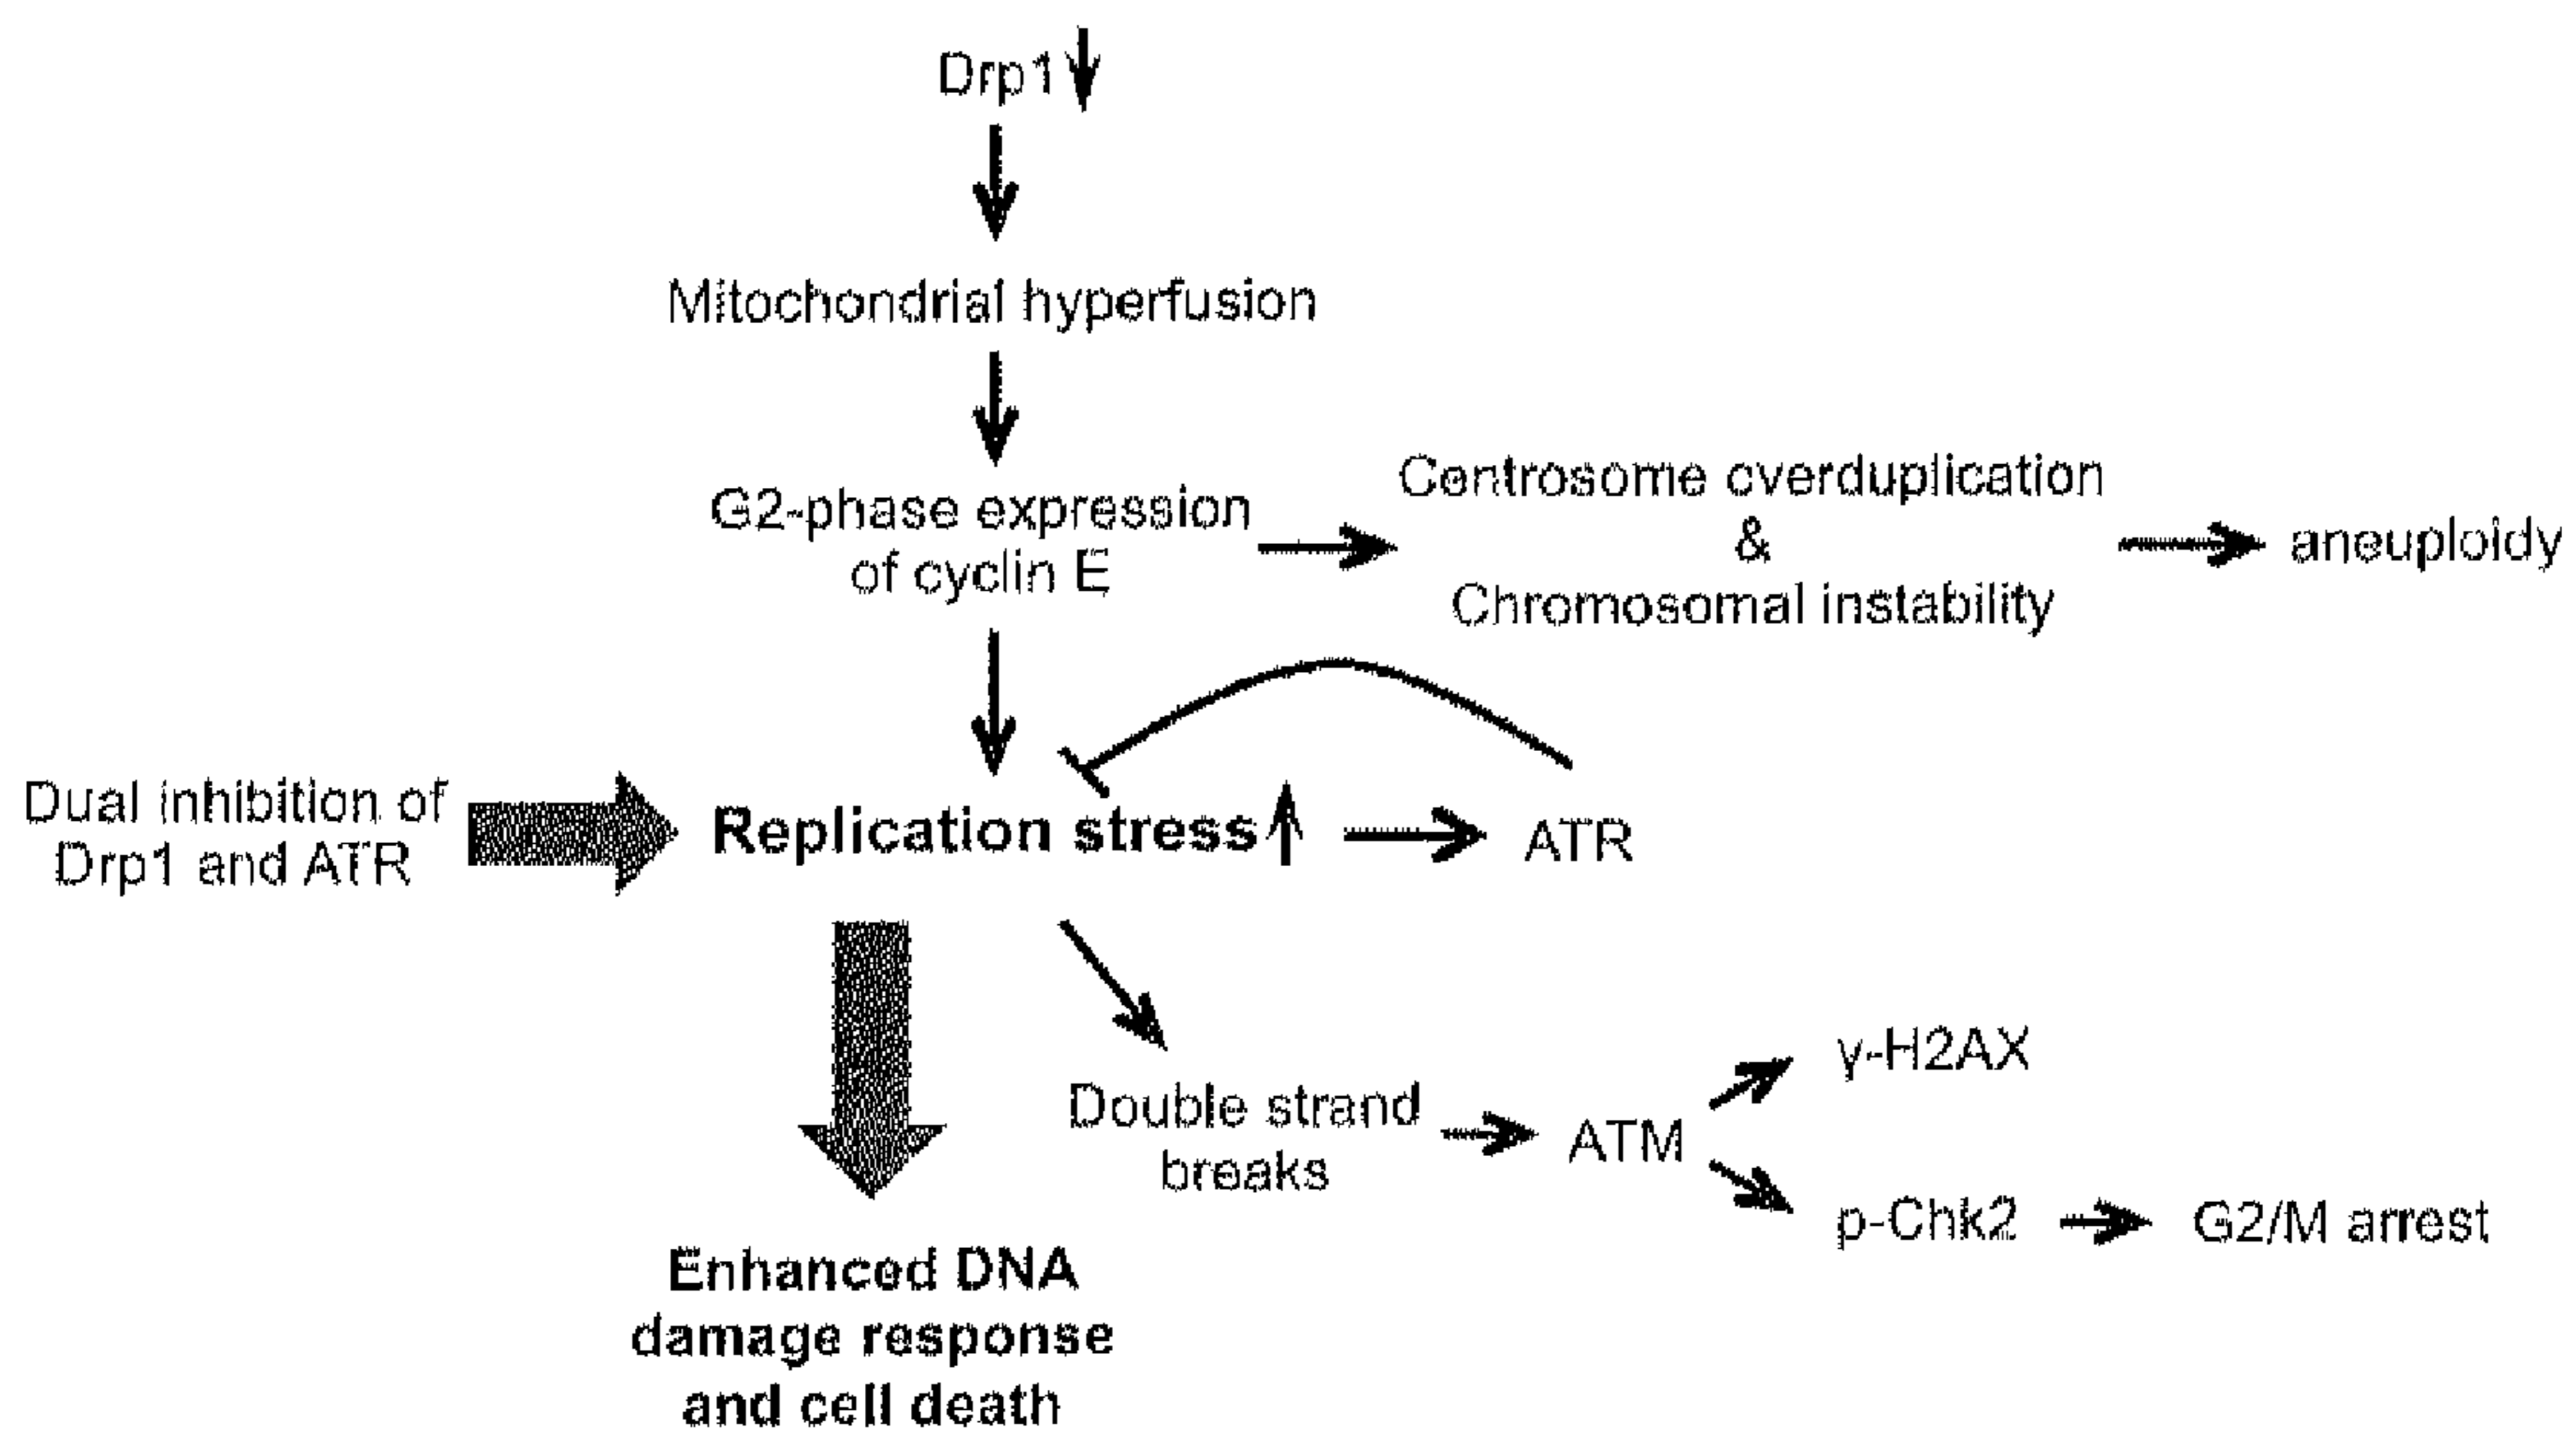 Drp1
Mitochondrial hyperfusion
G2-phase expression
of cyclin E
Centrosome overduplication
&
Chromosomal instability
aneuploidy
Dual inhibition of
Drp1 and ATR
Replication stress
ATR
Double strand
breaks
ATM
γ-H2AX
p-Chk2
G2/M arrest
Enhanced DNA
damage response
and cell death